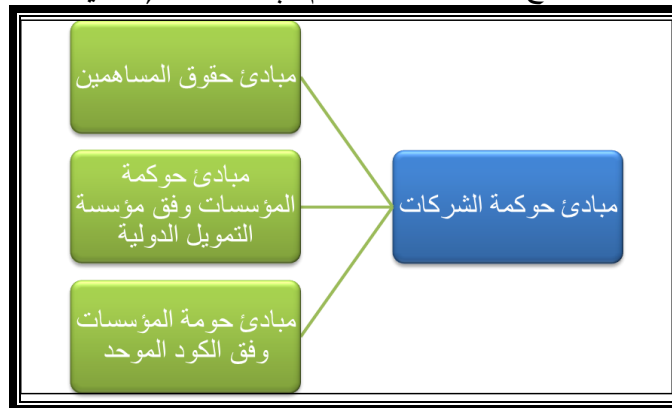 مبادئ حوكمة الشركات
مبادئ حقوق المساهمين
مبادئ حوكمة
المؤسسات وفق مؤسسة
التمويل الدولية
مبادئ حومة المؤسسات
وفق الكود الموحد